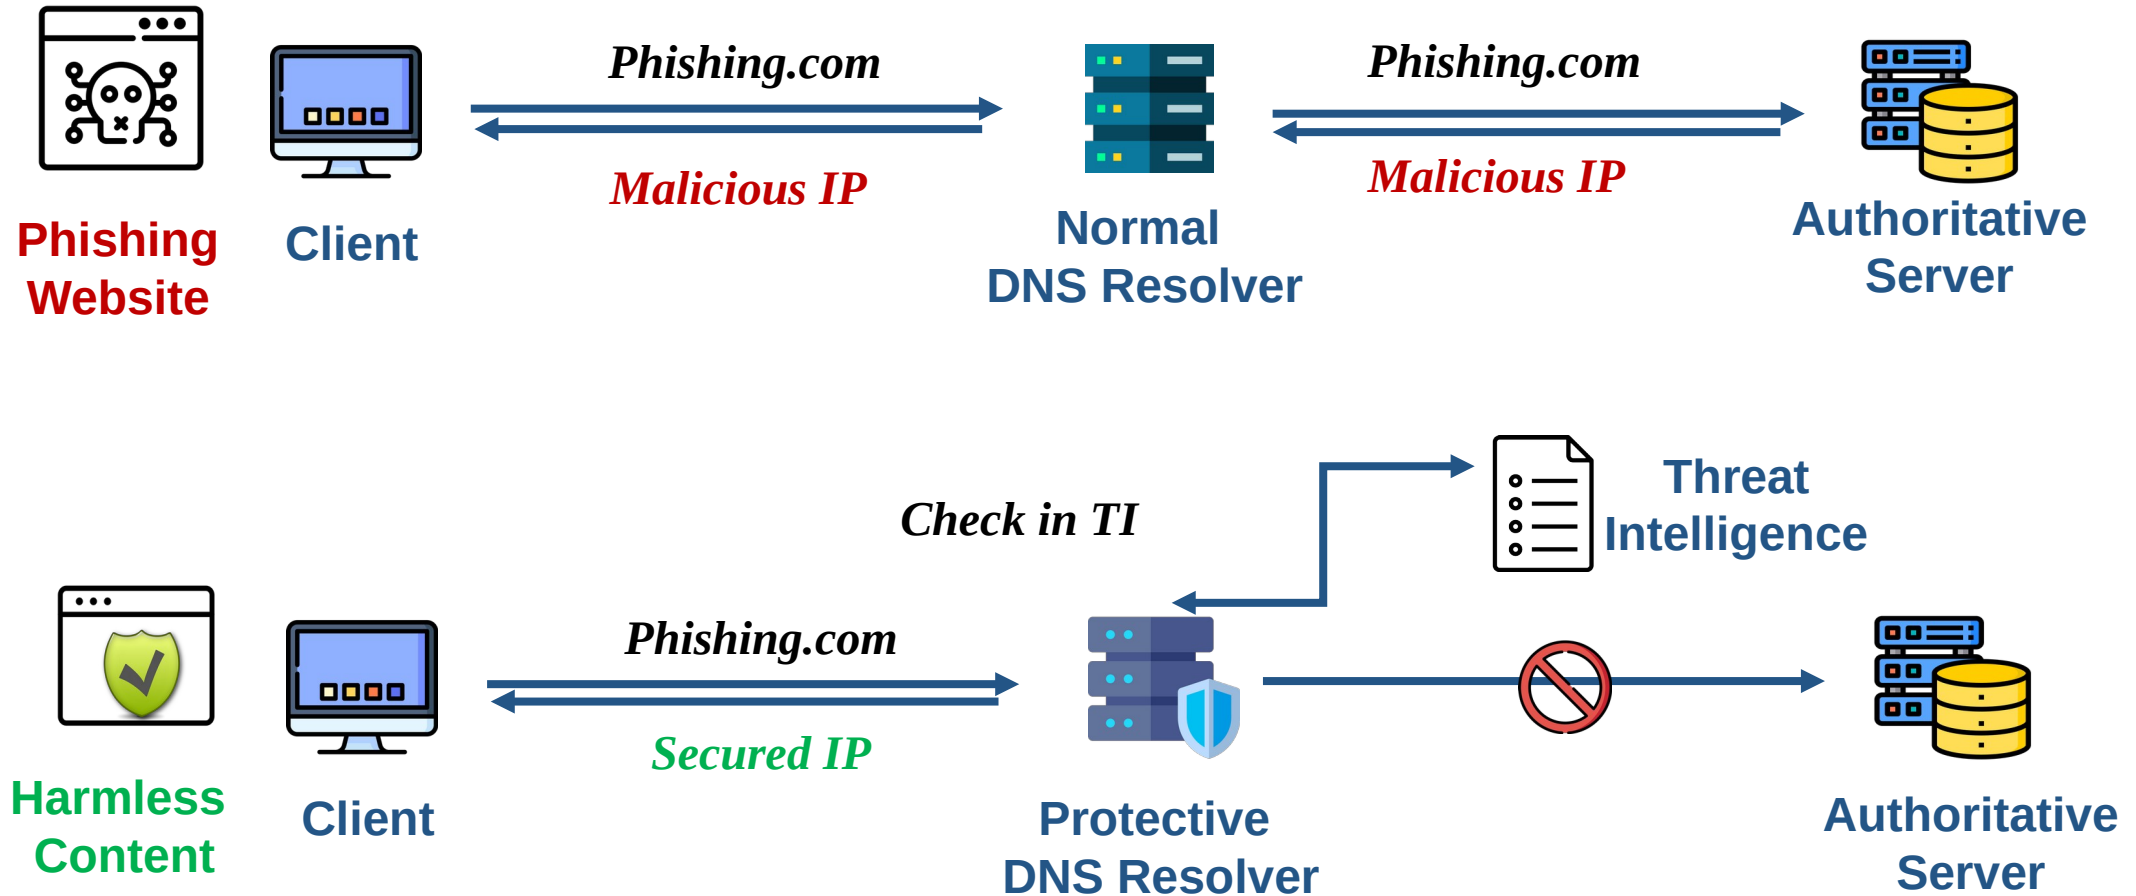 Phishing.com
Phishing.com
Malicious IP
Malicious IP
Phishing
Website
Client
Normal
DNS Resolver
Authoritative
Server
Check in TI
Threat
Intelligence
Phishing.com
Secured IP
Harmless
Content
Client
Protective
DNS Resolver
Authoritative
Server